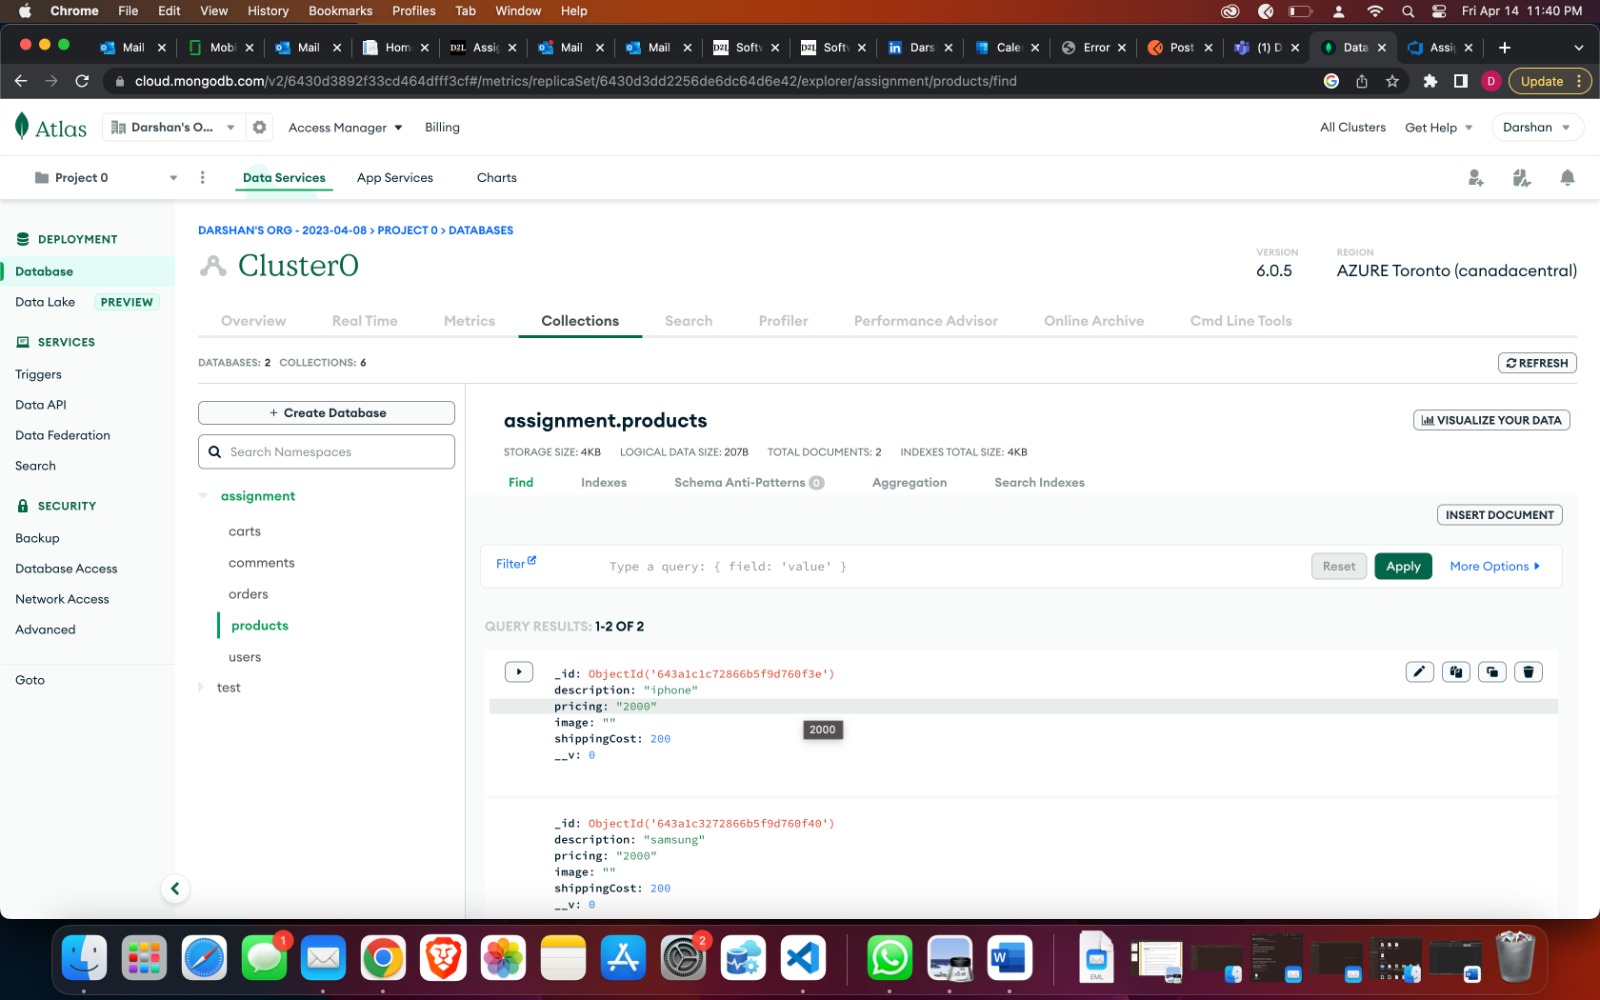 Chrome File Edit View History Bookmarks Profiles Tab Window Help Fri Apr 14 11:40 PM
Mail Mobi Mail Hom D2L Assig Mail Mail D2L Softv D2L Softv in Dars Cale Error Post (1) D Data Assig
cloud.mongodb.com/v2/6430d3892f33cd464dfff3cf#/metrics/replicaSet/6430d3dd2256de6dc64d6e42/explorer/assignment/products/find D Update
Atlas Darshan's O... Access Manager Billing All Clusters Get Help Darshan
Project 0 Data Services App Services Charts
DEPLOYMENT
Database
Data Lake PREVIEW
SERVICES
Triggers
Data API
Data Federation
Search
SECURITY
Backup
Database Access
Network Access
Advanced
Goto
DARSHAN'S ORG - 2023-04-08 > PROJECT 0 > DATABASES
Cluster0
VERSION
6.0.5
REGION
AZURE Toronto (canadacentral)
Overview Real Time Metrics Collections Search Profiler Performance Advisor Online Archive Cmd Line Tools
DATABASES: 2 COLLECTIONS: 6
REFRESH
+ Create Database
Search Namespaces
assignment
carts
comments
orders
products
users
test
assignment.products
VISUALIZE YOUR DATA
STORAGE SIZE: 4KB LOGICAL DATA SIZE: 207B TOTAL DOCUMENTS: 2 INDEXES TOTAL SIZE: 4KB
Find Indexes Schema Anti-Patterns 0 Aggregation Search Indexes
INSERT DOCUMENT
Filter Type a query: { field: 'value' } Reset Apply More Options
QUERY RESULTS: 1-2 OF 2
_id: ObjectId('643a1c1c72866b5f9d760f3e')
description: "iphone"
pricing: "2000"
image: ""
shippingCost: 200
__v: 0
2000
_id: ObjectId('643a1c3272866b5f9d760f40')
description: "samsung"
pricing: "2000"
image: ""
shippingCost: 200
__v: 0
1
2
W
EML